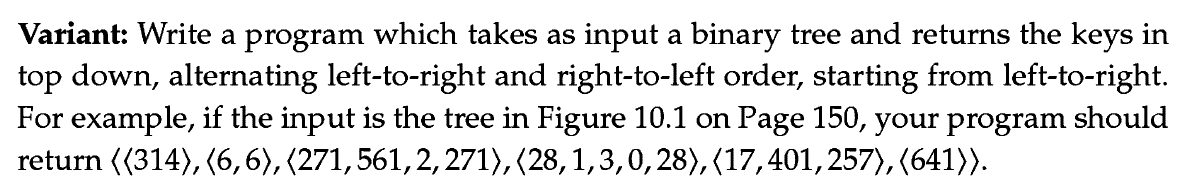 Variant: Write a program which takes as input a binary tree and returns the keys in
top down, alternating left-to-right and right-to-left order, starting from left-to-right.
For example, if the input is the tree in Figure 10.1 on Page 150, your program should
return ⟨⟨314⟩, ⟨6, 6⟩, ⟨271, 561, 2, 271⟩, ⟨28, 1, 3, 0, 28⟩, ⟨17, 401, 257⟩, ⟨641⟩⟩.